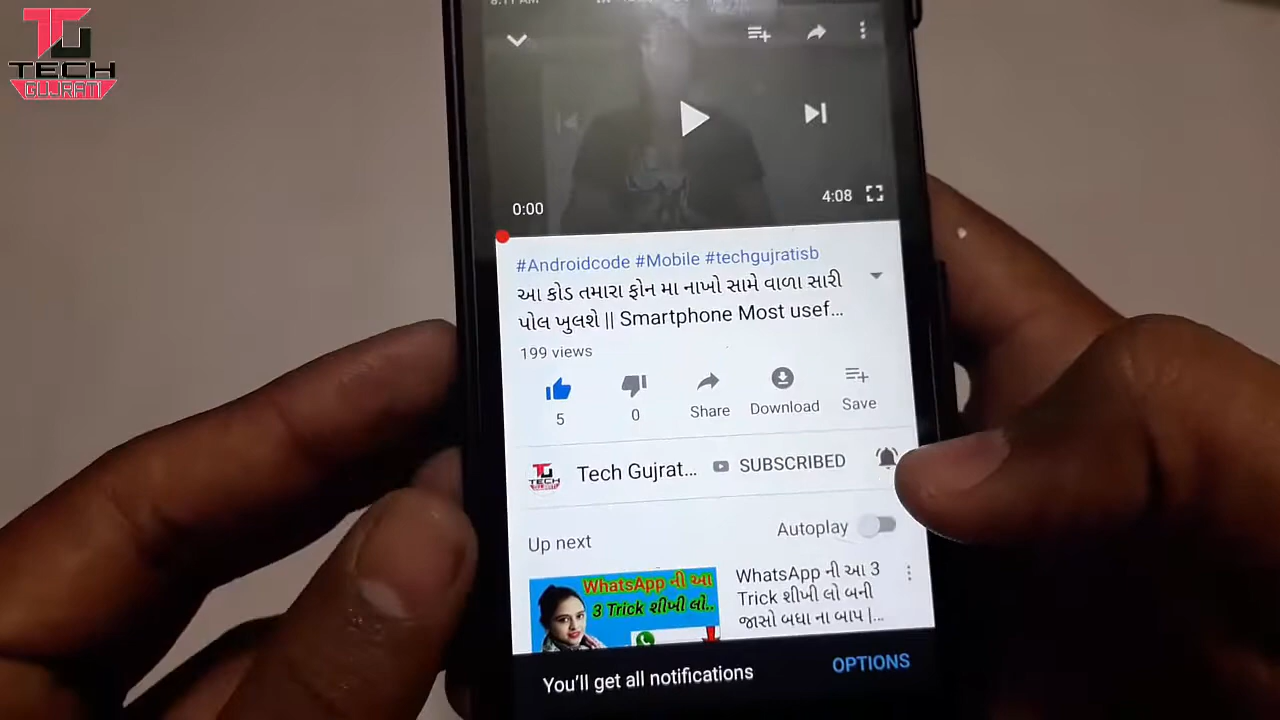 TECH
GUJRATI
0:00
4:08
#Androidcode #Mobile #techgujratisb
આ કોડ તમારા ફોન મા નાખો સામે વાળા સારી
પોલ ખુલશે || Smartphone Most usef...
199 views
5
0
Share
Download
Save
TECH
Tech Gujrat...
SUBSCRIBED
Up next
Autoplay
WhatsApp ની આ
3 Trick શીખી લો..
WhatsApp ની આ 3
Trick શીખી લો બની
જાસો બધા ના બાપ |...
You'll get all notifications
OPTIONS